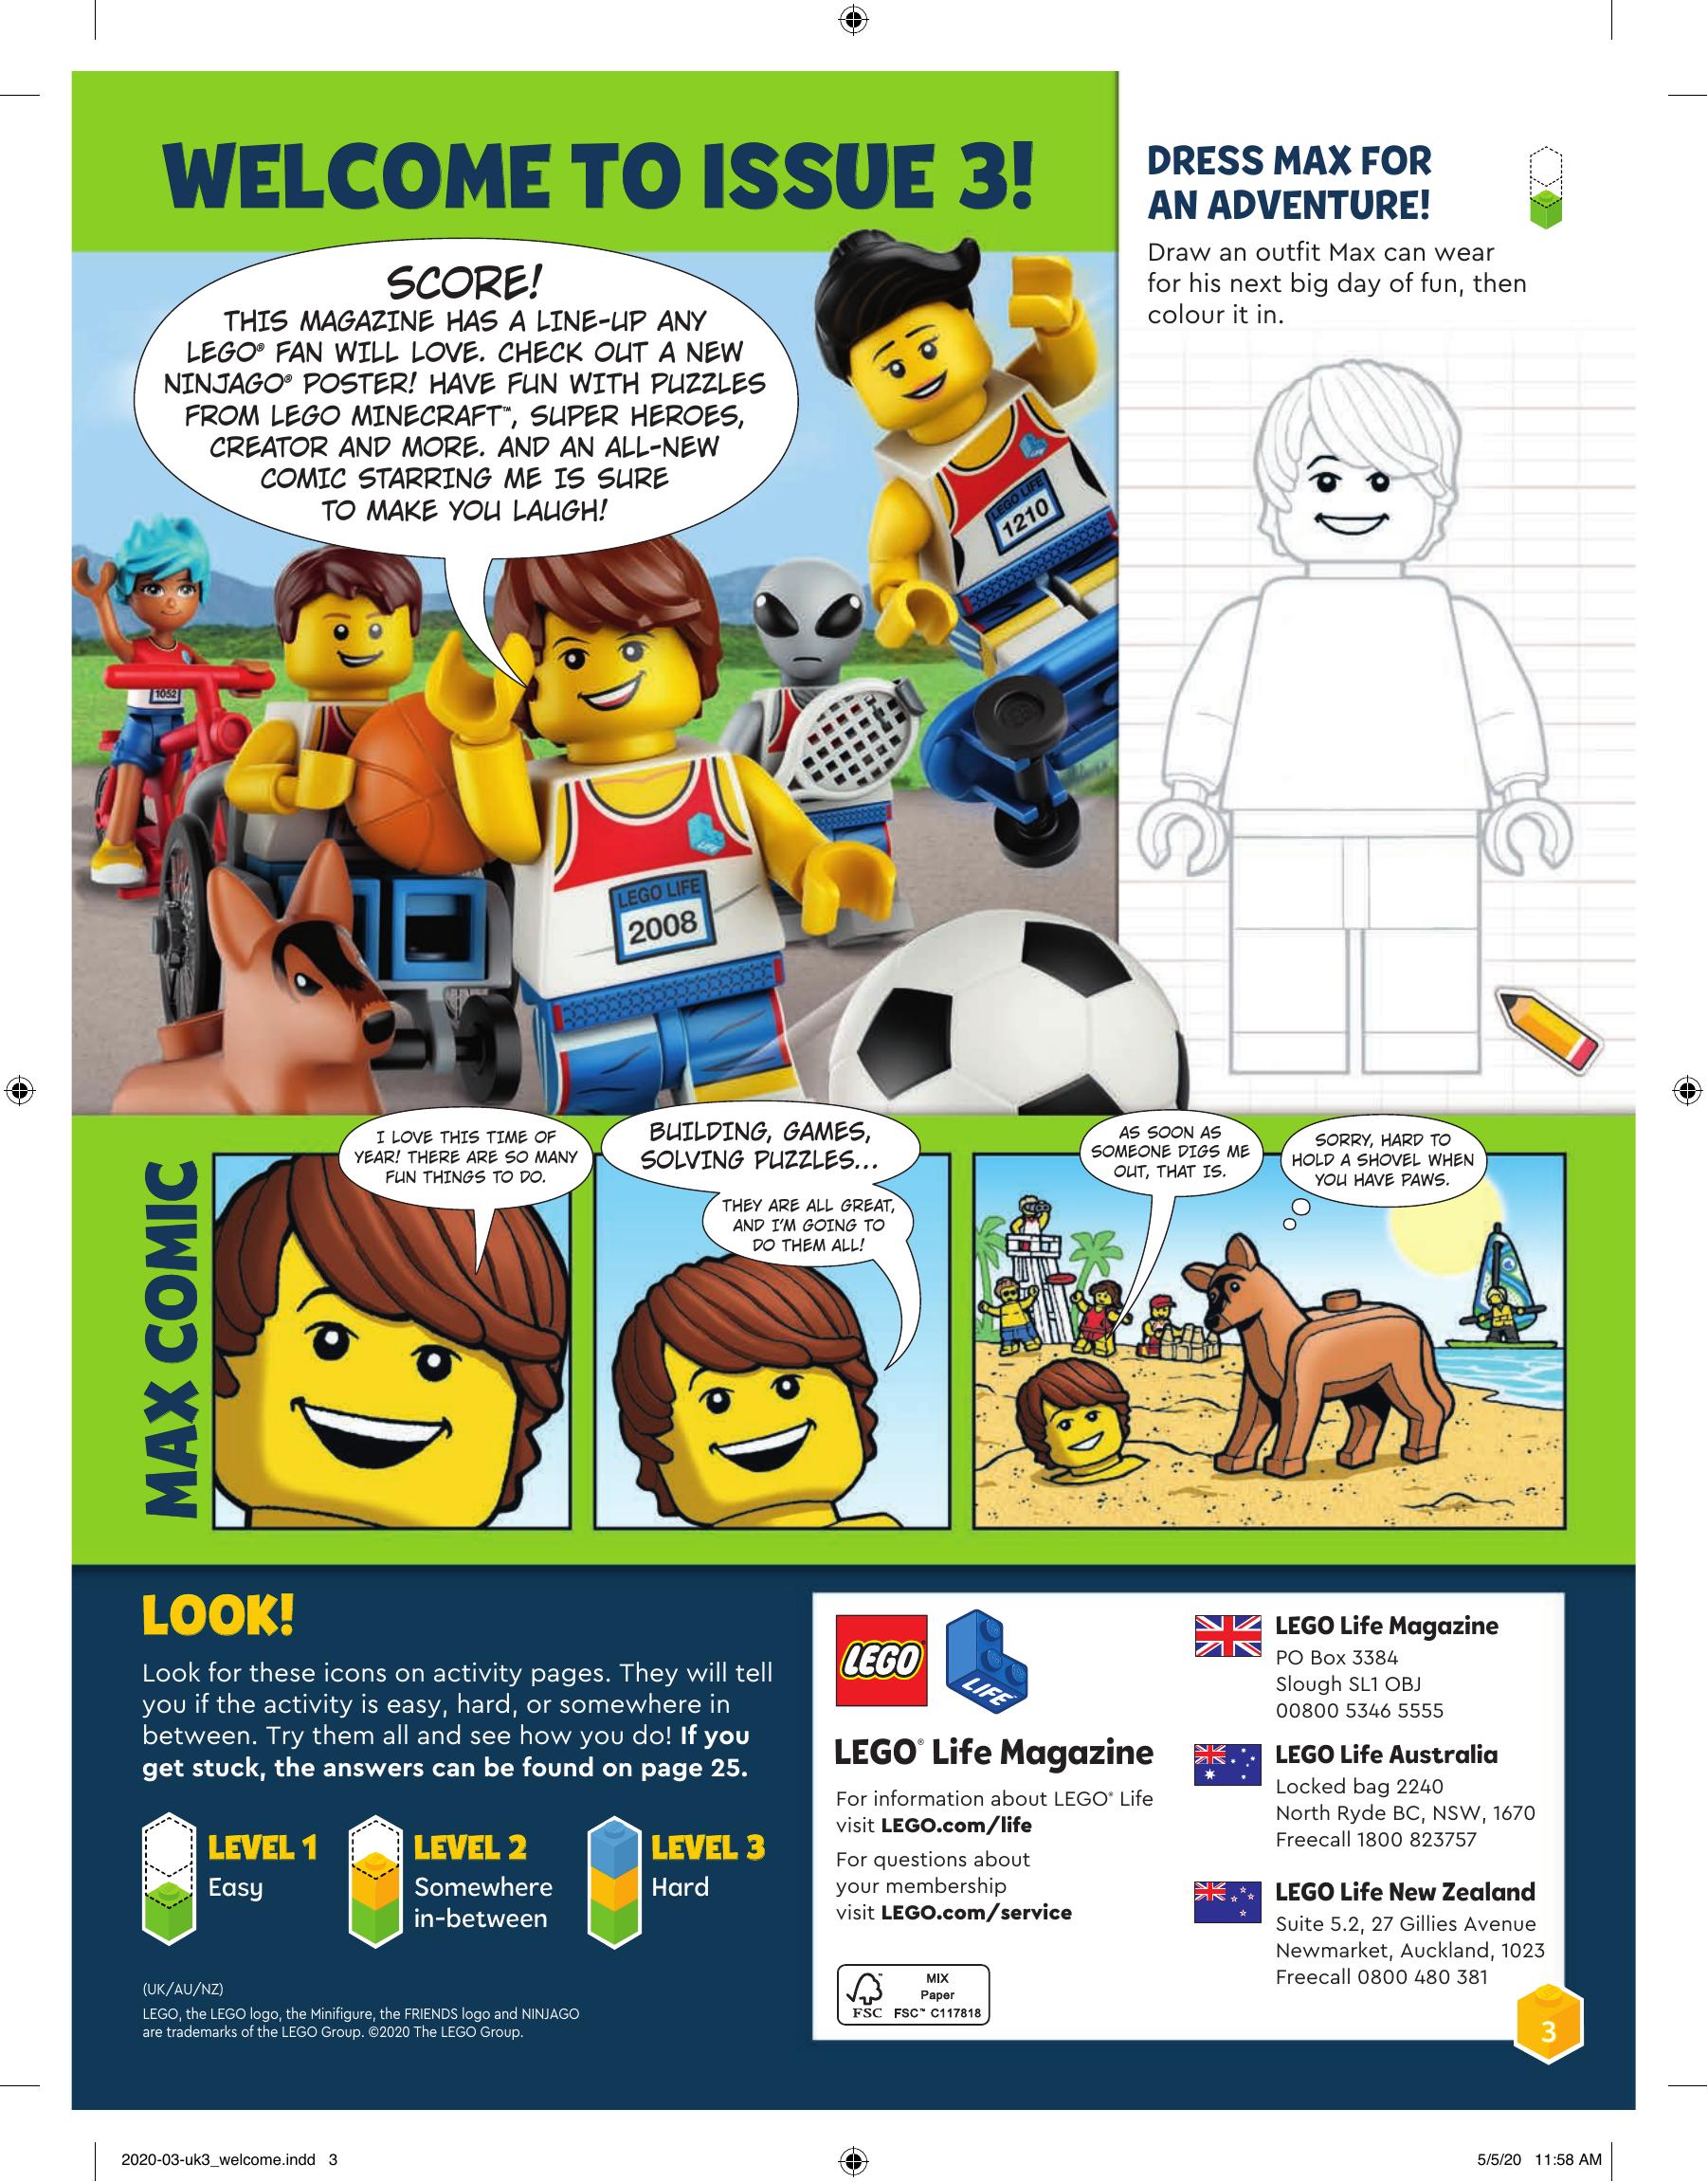 WELCOME TO ISSUE 3!
SCORE!
THIS MAGAZINE HAS A LINE-UP ANY
LEGO® FAN WILL LOVE. CHECK OUT A NEW
NINJAGO® POSTER! HAVE FUN WITH PUZZLES
FROM LEGO MINECRAFT™, SUPER HEROES,
CREATOR AND MORE. AND AN ALL-NEW
COMIC STARRING ME IS SURE
TO MAKE YOU LAUGH!
LEGO LIFE
1210
1052
LIFE
LEGO LIFE
2008
DRESS MAX FOR
AN ADVENTURE!
Draw an outfit Max can wear
for his next big day of fun, then
colour it in.
MAX COMIC
I LOVE THIS TIME OF
YEAR! THERE ARE SO MANY
FUN THINGS TO DO.
BUILDING, GAMES,
SOLVING PUZZLES...
THEY ARE ALL GREAT,
AND I'M GOING TO
DO THEM ALL!
AS SOON AS
SOMEONE DIGS ME
OUT, THAT IS.
SORRY, HARD TO
HOLD A SHOVEL WHEN
YOU HAVE PAWS.
LOOK!
Look for these icons on activity pages. They will tell
you if the activity is easy, hard, or somewhere in
between. Try them all and see how you do! If you
get stuck, the answers can be found on page 25.
LEVEL 1
Easy
LEVEL 2
Somewhere
in-between
LEVEL 3
Hard
(UK/AU/NZ)
LEGO, the LEGO logo, the Minifigure, the FRIENDS logo and NINJAGO
are trademarks of the LEGO Group. ©2020 The LEGO Group.
LEGO
LIFE
LEGO® Life Magazine
For information about LEGO® Life
visit LEGO.com/life
For questions about
your membership
visit LEGO.com/service
FSC
MIX
Paper
FSC™ C117818
LEGO Life Magazine
PO Box 3384
Slough SL1 OBJ
00800 5346 5555
LEGO Life Australia
Locked bag 2240
North Ryde BC, NSW, 1670
Freecall 1800 823757
LEGO Life New Zealand
Suite 5.2, 27 Gillies Avenue
Newmarket, Auckland, 1023
Freecall 0800 480 381
3
2020-03-uk3_welcome.indd 3
5/5/20 11:58 AM